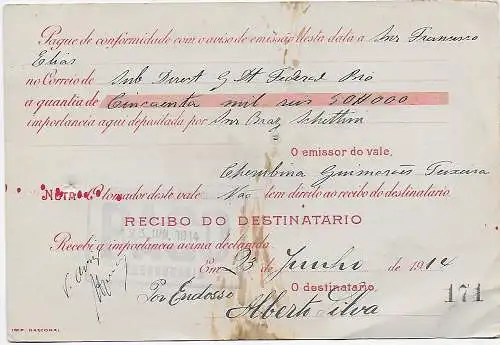 Pague de conformidade com o aviso de emissão desta data a Snr Francisco
Elias
no Correio de Sub Direct G Dt Federal Rio
a quantia de Cincoenta mil reis 50$000
importancia aqui depositada por Snr Braz Schettini
O emissor do vale,
Cherubina Guimarães Teixeira
NOTA O tomador deste vale Não tem direito ao recibo do destinatario.
RECIBO DO DESTINATARIO
Recebi a importancia acima declarada
Em 23 de Junho de 1914
Por Endosso
O destinatario,
Alberto Silva
171
IMP. NACIONAL